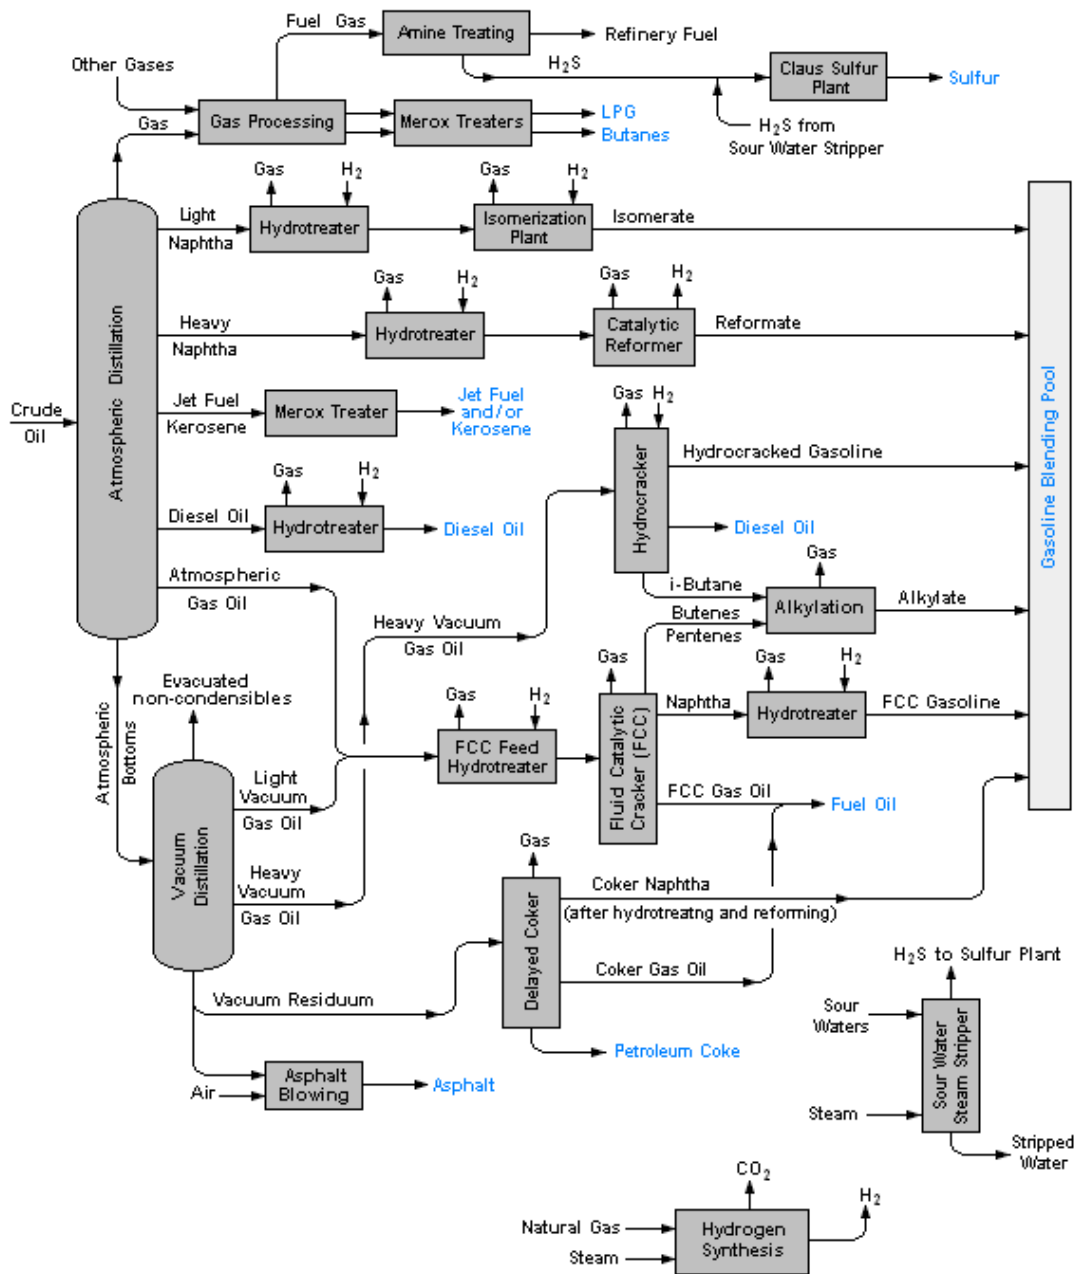 Fuel Gas
Amine Treating
Refinery Fuel
H₂S
Other Gases
Claus Sulfur
Plant
Sulfur
Gas
Gas Processing
Merox Treaters
LPG
Butanes
H₂S from
Sour Water Stripper
Gas
H₂
Gas
H₂
Light
Naphtha
Hydrotreater
Isomerization
Plant
Isomerate
Gas
H₂
Gas
H₂
Heavy
Naphtha
Hydrotreater
Catalytic
Reformer
Reformate
Atmospheric Distillation
Gasoline Blending Pool
Crude
Oil
Jet Fuel
Kerosene
Merox Treater
Jet Fuel
and/or
Kerosene
Gas
H₂
Hydrocracker
Hydrocracked Gasoline
Gas
H₂
Diesel Oil
Hydrotreater
Diesel Oil
Diesel Oil
Gas
Atmospheric
Gas Oil
i-Butane
Butenes
Pentenes
Alkylation
Alkylate
Heavy Vacuum
Gas Oil
Evacuated
non-condensibles
Atmospheric
Bottoms
Gas
H₂
Gas
Gas
H₂
FCC Feed
Hydrotreater
Fluid Catalytic
Cracker (FCC)
Naphtha
Hydrotreater
FCC Gasoline
Light
Vacuum
Gas Oil
FCC Gas Oil
Fuel Oil
Vacuum
Distillation
Heavy
Vacuum
Gas Oil
Gas
Delayed Coker
Coker Naphtha
(after hydrotreatng and reforming)
Coker Gas Oil
Vacuum Residuum
Petroleum Coke
H₂S to Sulfur Plant
Sour
Waters
Sour Water
Steam Stripper
Steam
Stripped
Water
Air
Asphalt
Blowing
Asphalt
CO₂
H₂
Natural Gas
Steam
Hydrogen
Synthesis